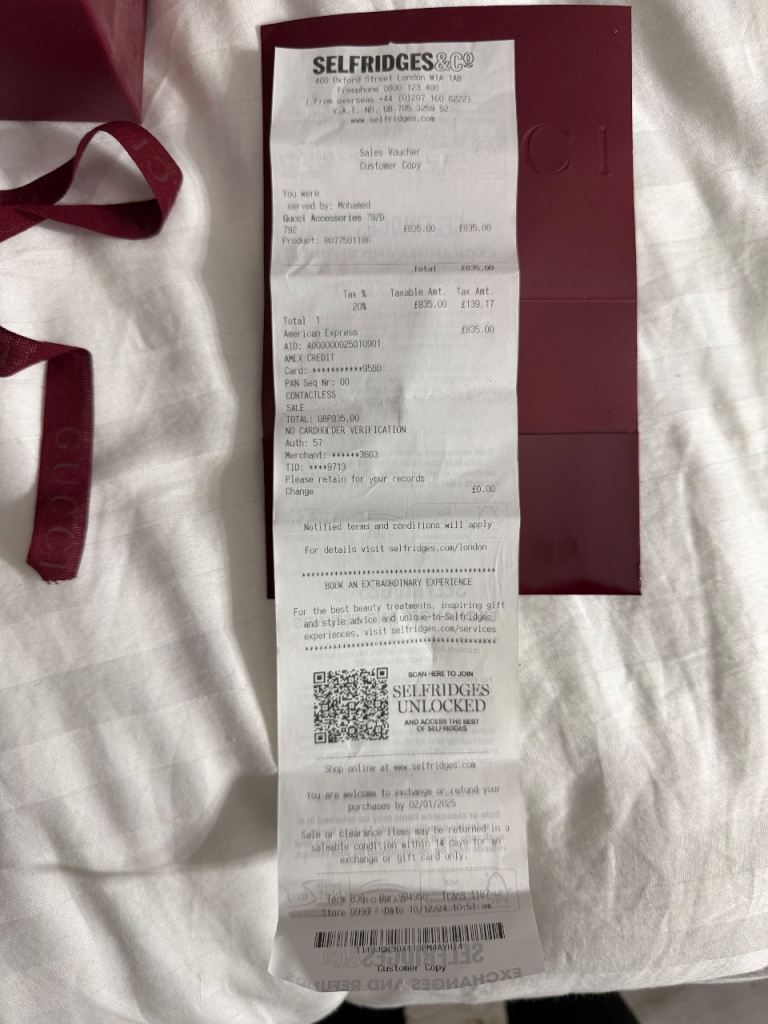 SELFRIDGES&Co
400 Oxford Street London W1A 1AB
Freephone 0800 123 400
( From overseas +44 (0)207 160 6222)
V.A.T. NO. GB 705 3259 52
www.selfridges.com
Sales Voucher
Customer Copy
You were
served by: Mohamed
Gucci Accessories 7920
792 1 £835.00 £835.00
Product: 8077501186
Total £835.00
Tax % Taxable Amt. Tax Amt.
20% £835.00 £139.17
Total 1
American Express £835.00
AID: A000000025010901
AMEX CREDIT
Card: ***********9580
PAN Seq Nr: 00
CONTACTLESS
SALE
TOTAL: GBP835.00
NO CARDHOLDER VERIFICATION
Auth: 57
Merchant: ******3663
TID: ****9713
Please retain for your records
Change £0.00
Notified terms and conditions will apply
For details visit selfridges.com/london
BOOK AN EXTRAORDINARY EXPERIENCE
For the best beauty treatments, inspiring gift
and style advice and unique-to-Selfridges
experiences, visit selfridges.com/services
SCAN HERE TO JOIN
SELFRIDGES
UNLOCKED
AND ACCESS THE BEST
OF SELFRIDGES
Shop online at www.selfridges.com
You are welcome to exchange or refund your
purchases by 02/01/2025
Sale or clearance items may be returned in a
saleable condition within 14 days for an
exchange or gift card only.
Term 830 Trans 1187
Store 9999 Date 10/12/24 10:51 am
Customer Copy
GUCCI